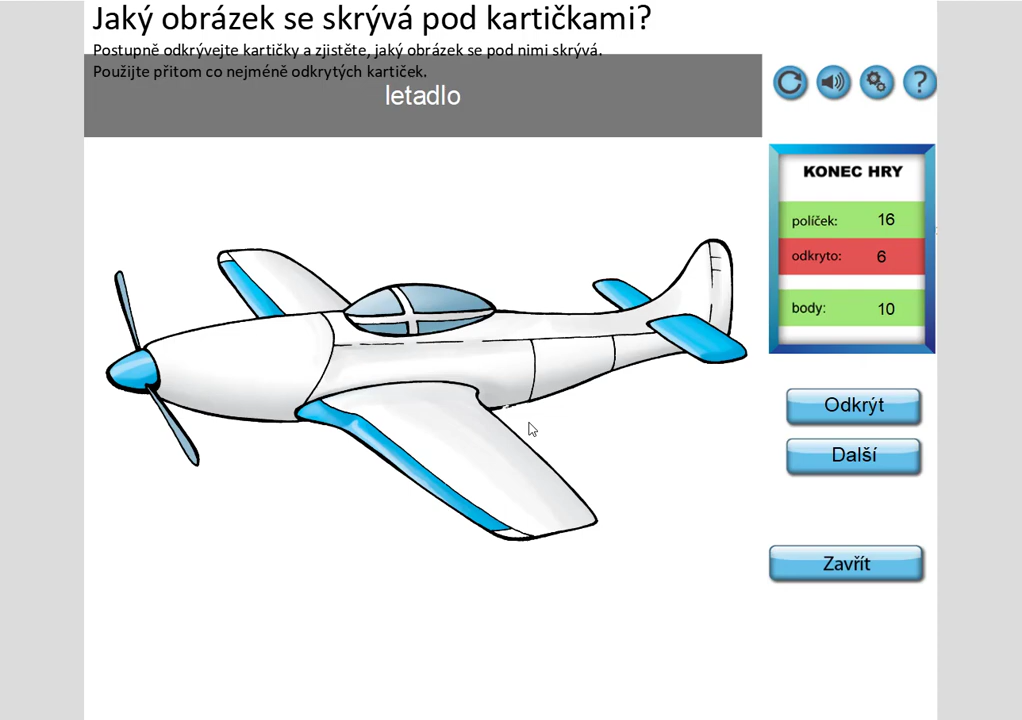 Jaký obrázek se skrývá pod kartičkami?
Postupně odkrývejte kartičky a zjistěte, jaký obrázek se pod nimi skrývá.
Použijte přitom co nejméně odkrytých kartiček.
letadlo
?
KONEC HRY
políček: 16
odkryto: 6
body: 10
Odkrýt
Další
Zavřít